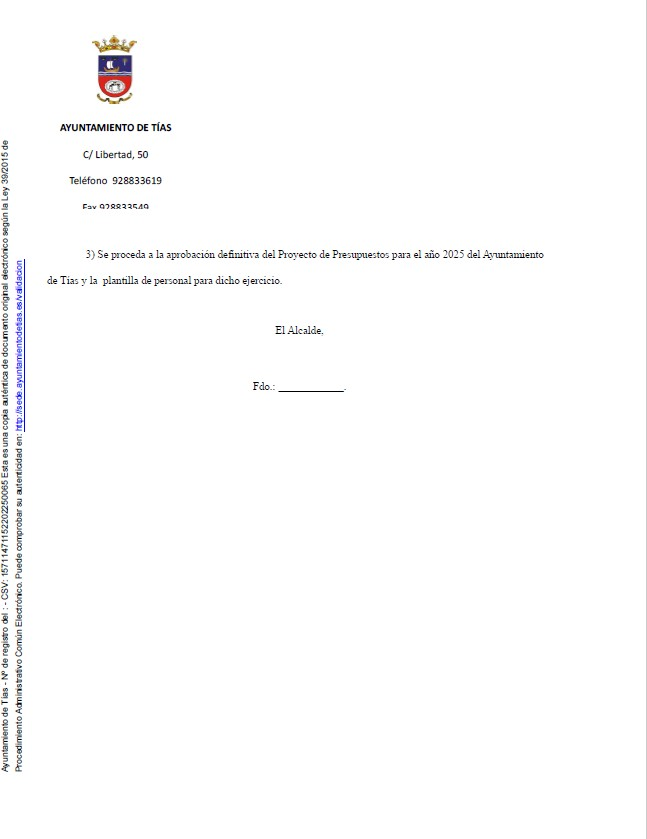 AYUNTAMIENTO DE TÍAS
C/ Libertad, 50
Teléfono 928833619
Fax 928833549
3) Se proceda a la aprobación definitiva del Proyecto de Presupuestos para el año 2025 del Ayuntamiento
de Tías y la plantilla de personal para dicho ejercicio.
El Alcalde,
Fdo.: ____________.
Ayuntamiento de Tías - Nº de registro del : - CSV: 15711471152202250065 Esta es una copia auténtica de documento original electrónico según la Ley 39/2015 de
Procedimiento Administrativo Común Electrónico. Puede comprobar su autenticidad en: http://sede.ayuntamientodetias.es/validacion